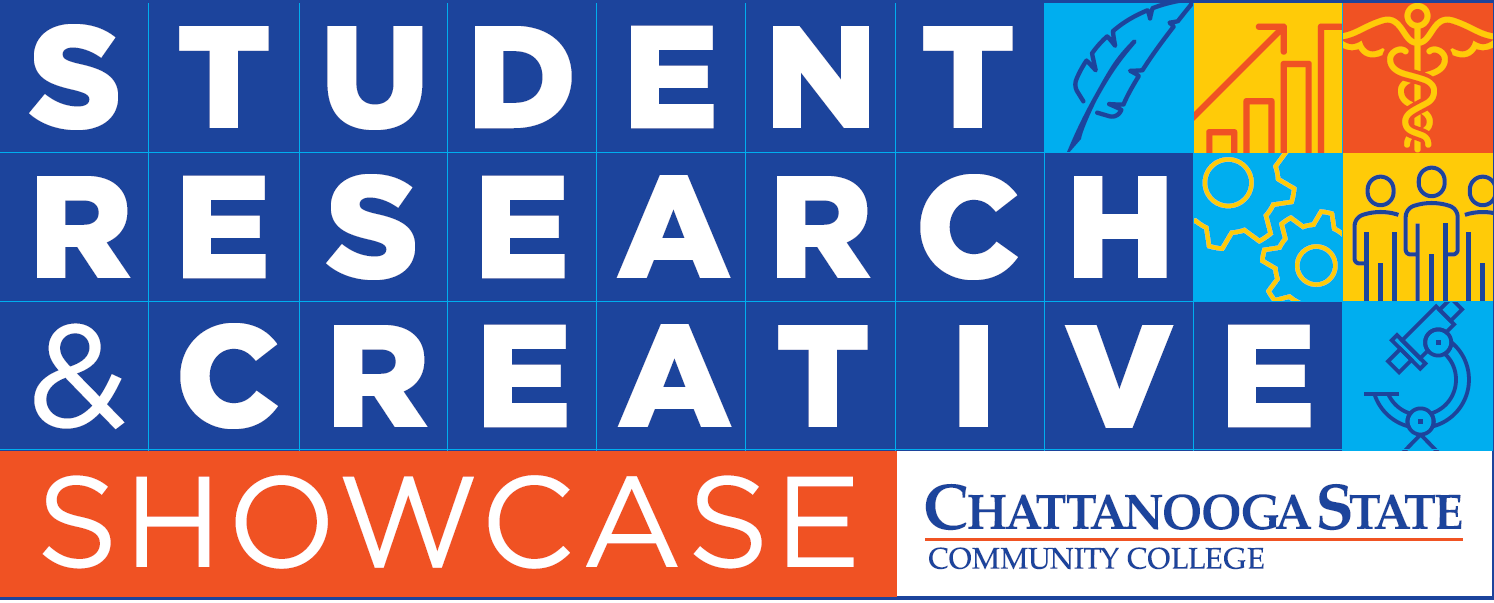 STUDENT
RESEARCH
& CREATIVE
SHOWCASE
CHATTANOOGA STATE
COMMUNITY COLLEGE